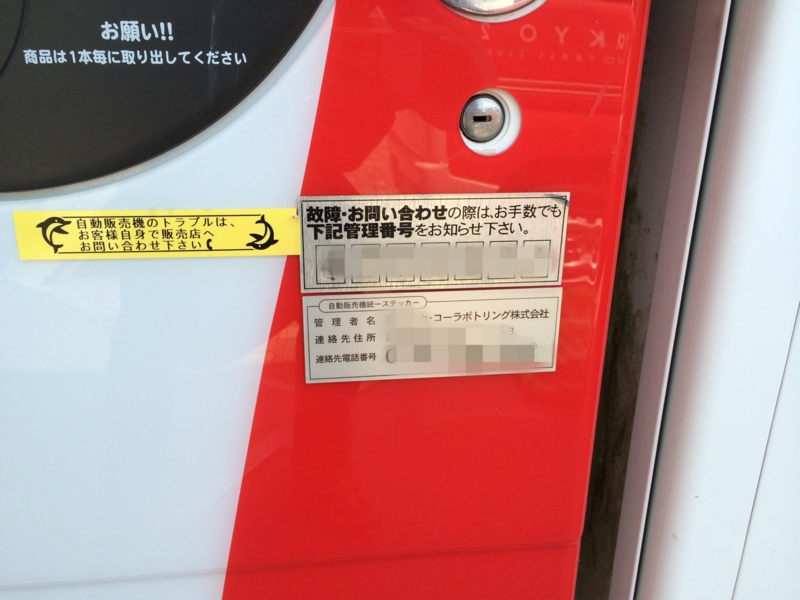 お願い!!
商品は1本毎に取り出してください
KYO
自動販売機のトラブルは、
お客様自身で販売店へ
お問い合わせ下さい
故障・お問い合わせの際は、お手数でも
下記管理番号をお知らせ下さい。
自動販売機統一ステッカー
管理者名 ・コーラボトリング株式会社
連絡先住所
連絡先電話番号